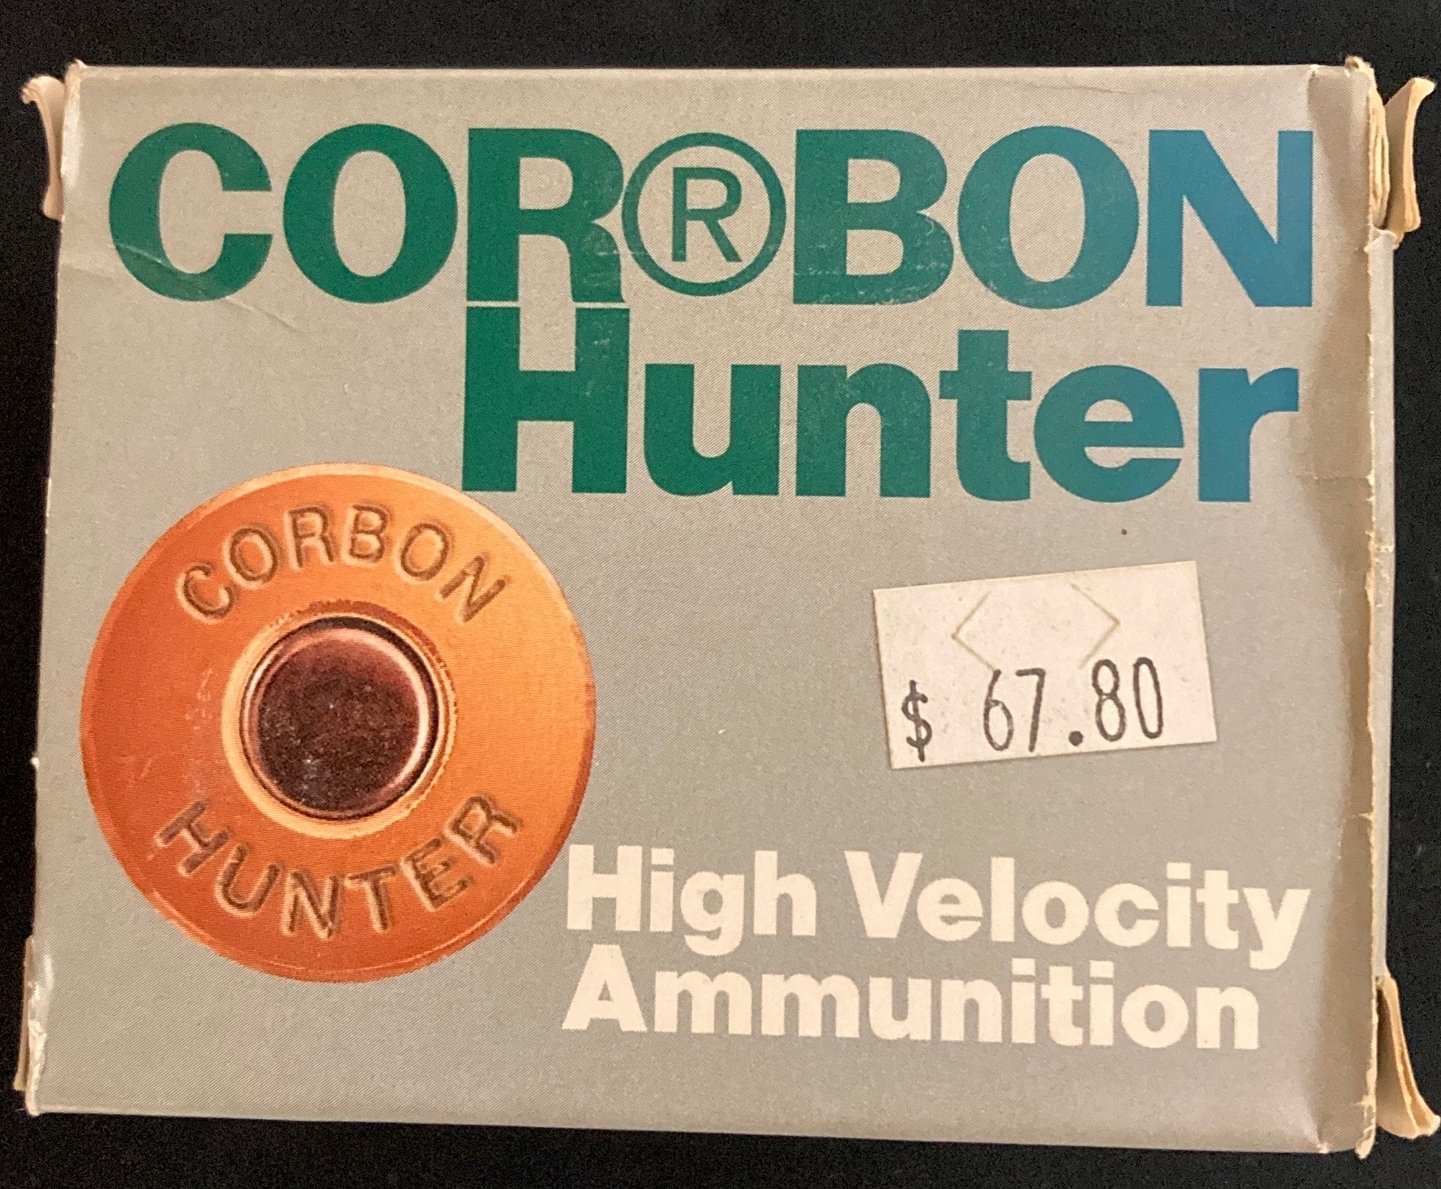 COR®BON
Hunter
CORBON
HUNTER
$ 67.80
High Velocity
Ammunition